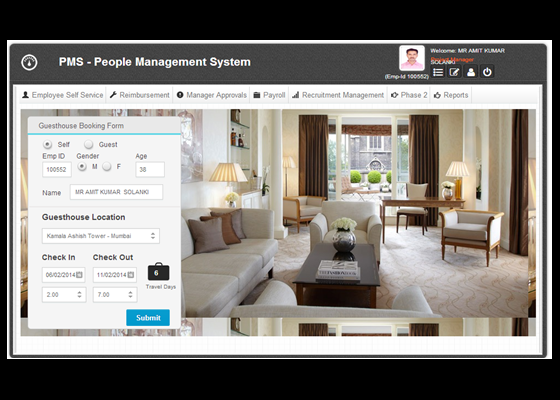 PMS - People Management System
Welcome: MR AMIT KUMAR
SOLANKI
(Emp-Id 100552)
Employee Self Service
Reimbursement
Manager Approvals
Payroll
Recruitment Management
Phase 2
Reports
Guesthouse Booking Form
Self
Guest
Emp ID
Gender
Age
100552
M
F
38
Name
MR AMIT KUMAR SOLANKI
Guesthouse Location
Kamala Ashish Tower - Mumbai
Check In
Check Out
06/02/2014
11/02/2014
6
Travel Days
2.00
7.00
Submit